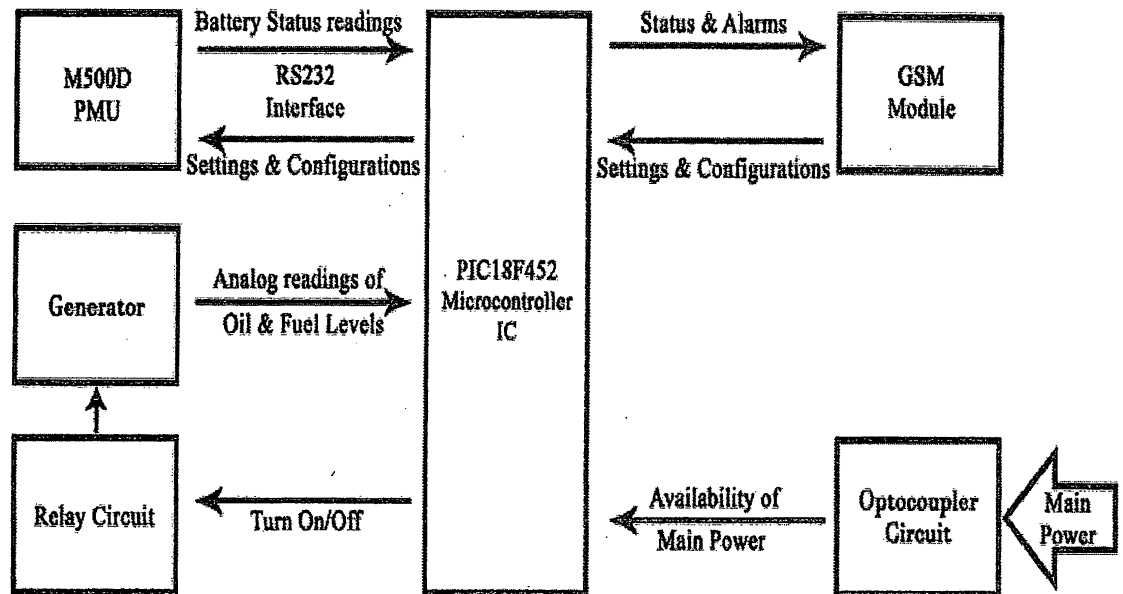 Battery Status readings
M500D
PMU
RS232
Interface
Settings & Configurations
Status & Alarms
GSM
Module
Settings & Configurations
Generator
Analog readings of
Oil & Fuel Levels
PIC18F452
Microcontroller
IC
Relay Circuit
Turn On/Off
Availability of
Main Power
Optocoupler
Circuit
Main
Power